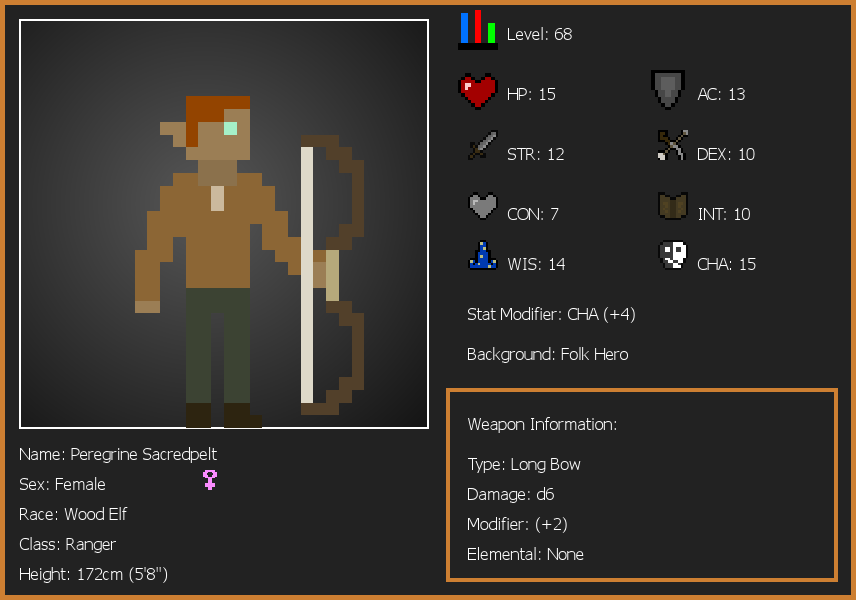 Level: 68
HP: 15
AC: 13
STR: 12
DEX: 10
CON: 7
INT: 10
WIS: 14
CHA: 15
Stat Modifier: CHA (+4)
Background: Folk Hero
Name: Peregrine Sacredpelt
Sex: Female
Race: Wood Elf
Class: Ranger
Height: 172cm (5'8")
Weapon Information:
Type: Long Bow
Damage: d6
Modifier: (+2)
Elemental: None